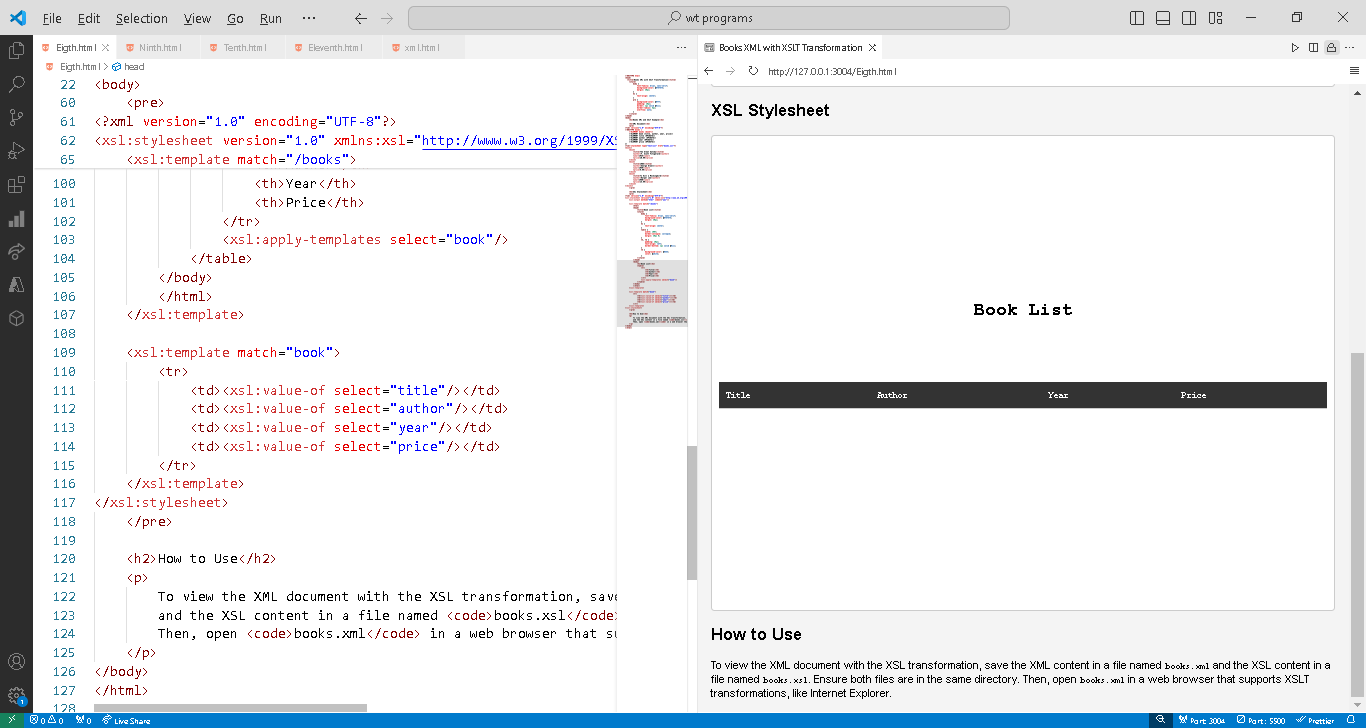 File Edit Selection View Go Run ··· wt programs
Eigth.html Ninth.html Tenth.html Eleventh.html xml.html ···
Eigth.html > head
22 <body>
60 <pre>
61 <?xml version="1.0" encoding="UTF-8"?>
62 <xsl:stylesheet version="1.0" xmlns:xsl="http://www.w3.org/1999/XS
65 <xsl:template match="/books">
100 <th>Year</th>
101 <th>Price</th>
102 </tr>
103 <xsl:apply-templates select="book"/>
104 </table>
105 </body>
106 </html>
107 </xsl:template>
108
109 <xsl:template match="book">
110 <tr>
111 <td><xsl:value-of select="title"/></td>
112 <td><xsl:value-of select="author"/></td>
113 <td><xsl:value-of select="year"/></td>
114 <td><xsl:value-of select="price"/></td>
115 </tr>
116 </xsl:template>
117 </xsl:stylesheet>
118 </pre>
119
120 <h2>How to Use</h2>
121 <p>
122 To view the XML document with the XSL transformation, save
123 and the XSL content in a file named <code>books.xsl</code>
124 Then, open <code>books.xml</code> in a web browser that su
125 </p>
126 </body>
127 </html>
128
Books XML with XSLT Transformation
http://127.0.0.1:3004/Eigth.html
XSL Stylesheet
Book List
Title Author Year Price
How to Use
To view the XML document with the XSL transformation, save the XML content in a file named books.xml and the XSL content in a
file named books.xsl. Ensure both files are in the same directory. Then, open books.xml in a web browser that supports XSLT
transformations, like Internet Explorer.
1
0 0 0 Live Share Port: 3004 Port: 5500 Prettier